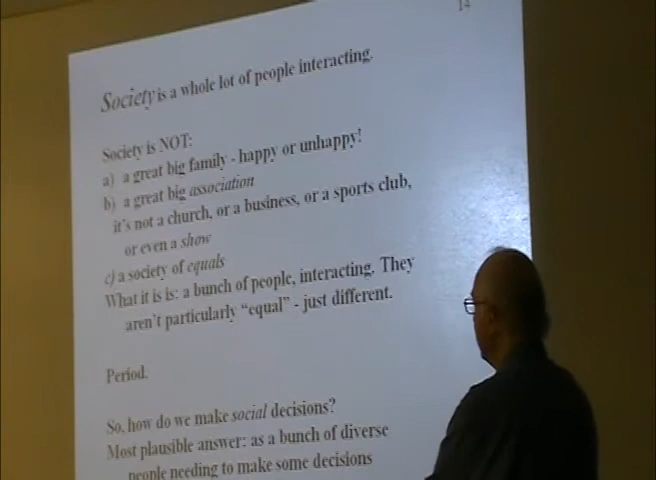 14
Society is a whole lot of people interacting.
Society is NOT:
a) a great big family - happy or unhappy!
b) a great big association
it's not a church, or a business, or a sports club,
or even a show
c) a society of equals
What it is is: a bunch of people, interacting. They
aren't particularly "equal" - just different.
Period.
So, how do we make social decisions?
Most plausible answer: as a bunch of diverse
people needing to make some decisions